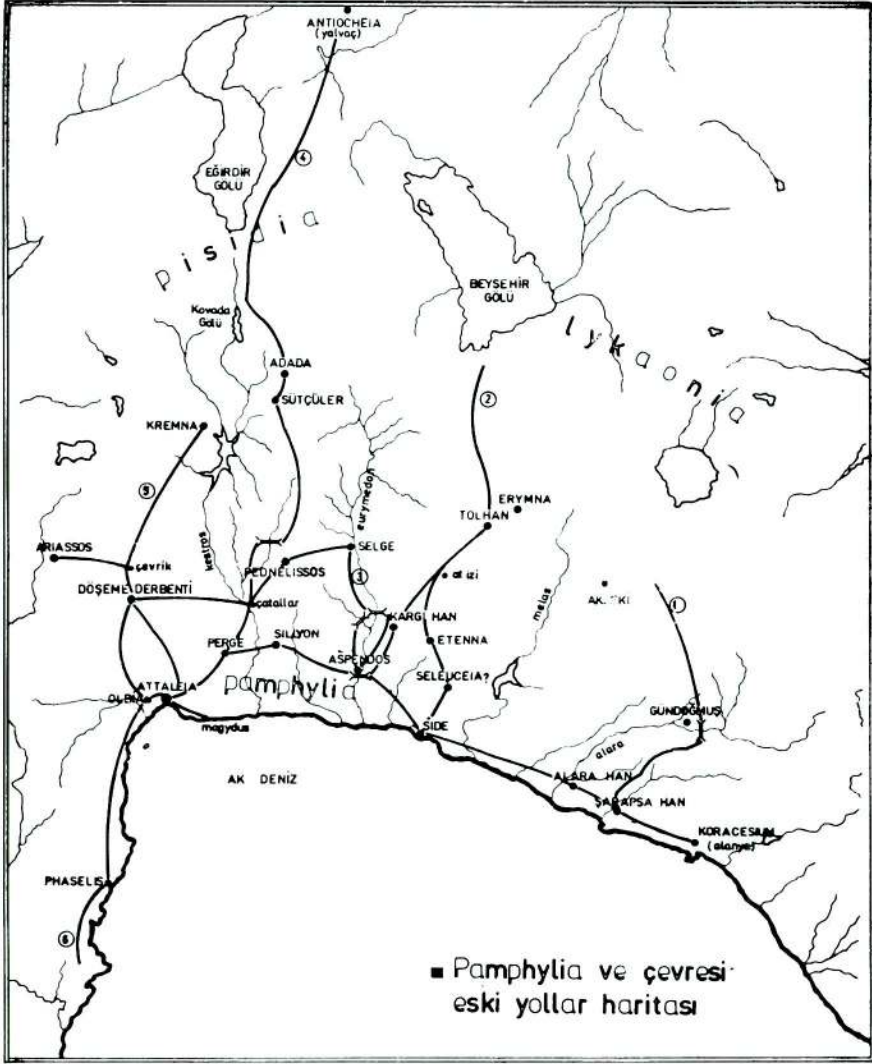 ANTIOCHEIA
(yalvaç)
4
EĞİRDİR
GÖLÜ
pisidia
BEYSEHİR
GÖLÜ
Kovada
Gölü
lykaonia
ADADA
2
SÜTÇÜLER
KREMNA
eurymedon
5
ERYMNA
TOLHAN
kestros
SELGE
ARIASSOS
çevrik
PEDNELISSOS
3
DÖŞEME DERBENTİ
çatallar
melas
1
KARGI HAN
SILLYON
ETENNA
PERGE
ASPENDOS
pamphylia
SELEUCEIA?
ATTALEIA
OLBIA
GÜNDOĞMUŞ
magydus
SİDE
alara
AK DENİZ
ALARA HAN
ŞARAPSA HAN
KORACESIUM
(alanya)
PHASELIS
6
■ Pamphylia ve çevresi
eski yollar haritası